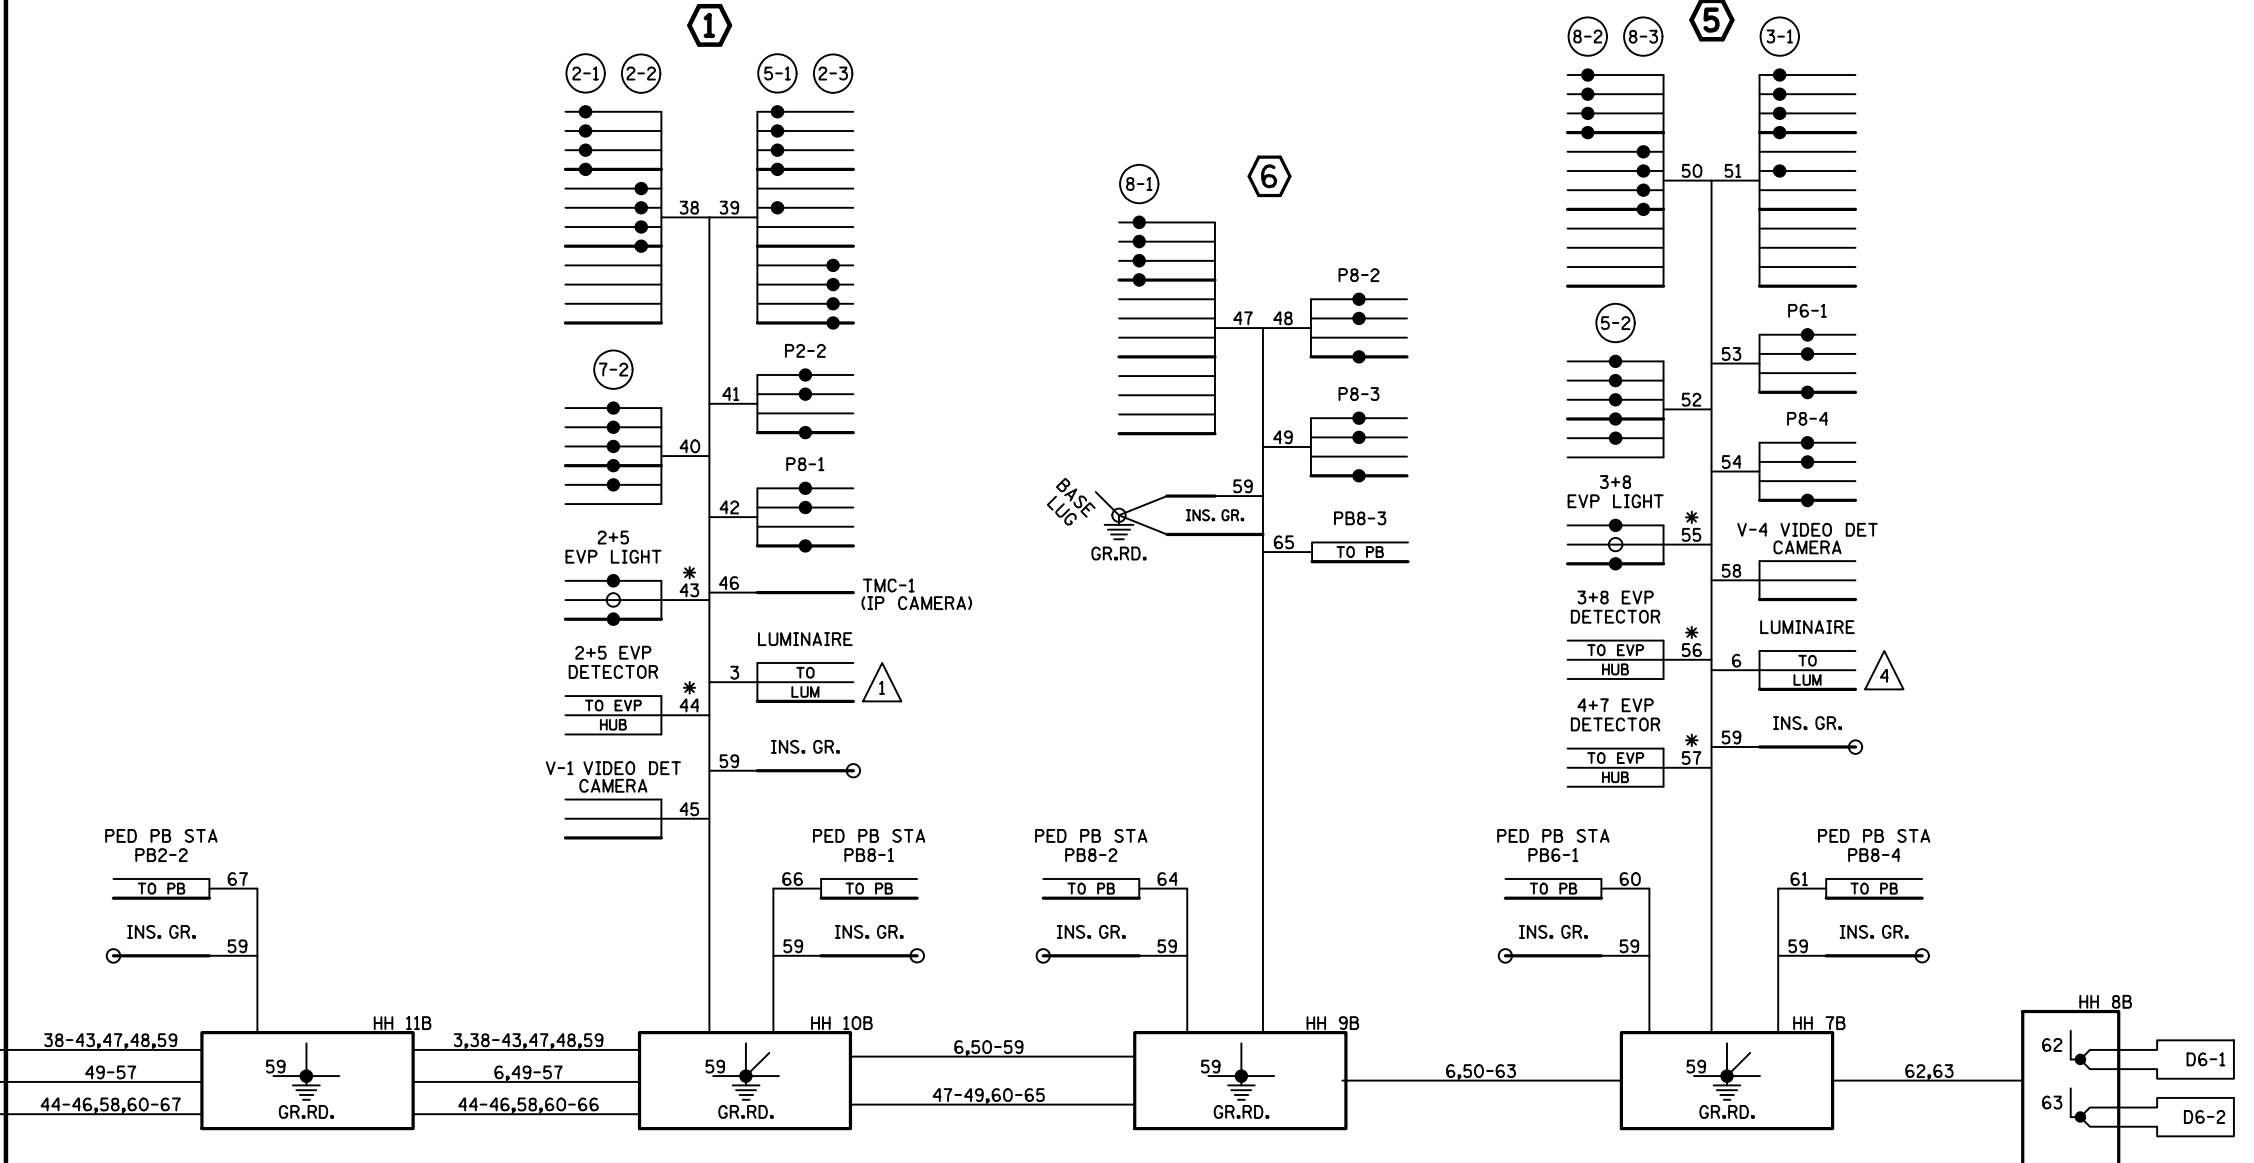 1
2-1 2-2 5-1 2-3
38 39
7-2
40
P2-2
41
P8-1
42
2+5
EVP LIGHT
*
43
46
TMC-1
(IP CAMERA)
2+5 EVP
DETECTOR
TO EVP
HUB
*
44
LUMINAIRE
3
TO
LUM
1
INS. GR.
59
V-1 VIDEO DET
CAMERA
45
6
8-1
47 48
P8-2
P8-3
49
BASE
LUG
GR.RD.
59
INS. GR.
PB8-3
65
TO PB
5
8-2 8-3 3-1
50 51
5-2
52
P6-1
53
P8-4
54
3+8
EVP LIGHT
*
55
V-4 VIDEO DET
CAMERA
58
3+8 EVP
DETECTOR
TO EVP
HUB
*
56
LUMINAIRE
6
TO
LUM
4
4+7 EVP
DETECTOR
TO EVP
HUB
*
57
INS. GR.
59
PED PB STA
PB2-2
TO PB
67
INS. GR.
59
PED PB STA
PB8-1
66
TO PB
INS. GR.
59
PED PB STA
PB8-2
TO PB
64
INS. GR.
59
PED PB STA
PB6-1
TO PB
60
INS. GR.
59
PED PB STA
PB8-4
61
TO PB
INS. GR.
59
38-43,47,48,59
49-57
44-46,58,60-67
HH 11B
59
GR.RD.
3,38-43,47,48,59
6,49-57
44-46,58,60-66
HH 10B
59
GR.RD.
6,50-59
47-49,60-65
HH 9B
59
GR.RD.
6,50-63
HH 7B
59
GR.RD.
62,63
HH 8B
62
D6-1
63
D6-2